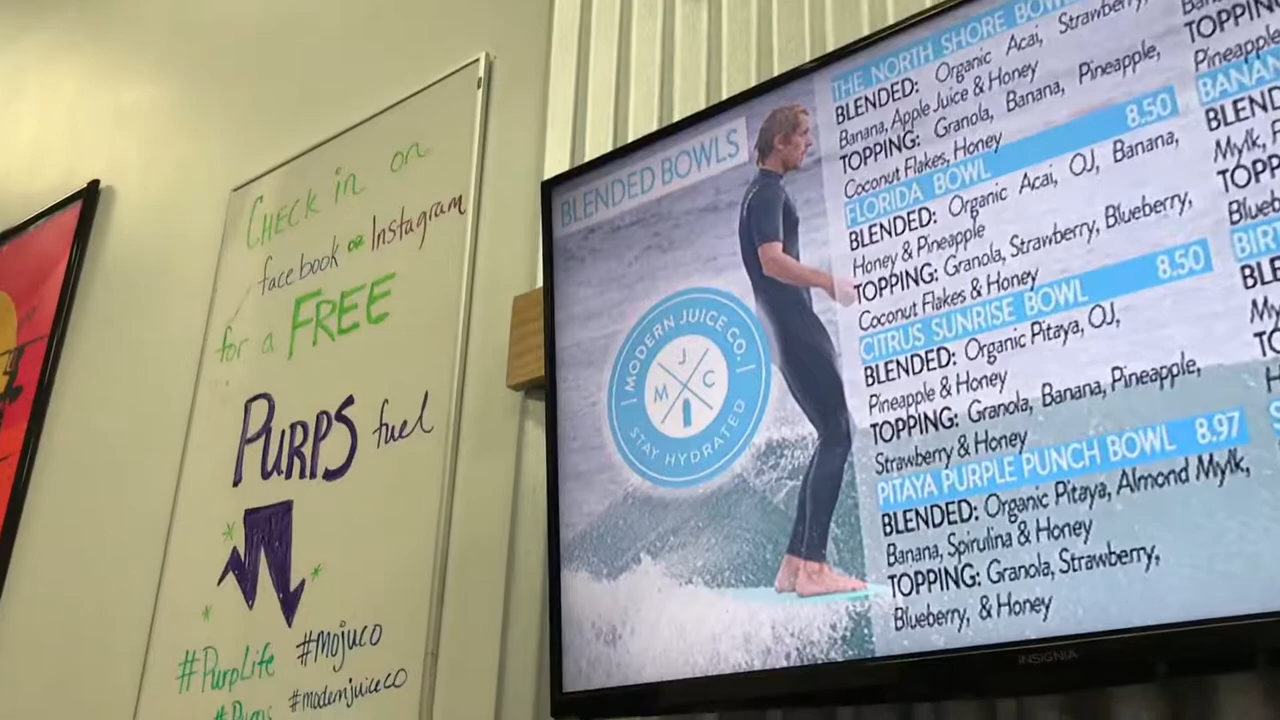 CHECK in on
facebook or Instagram
for a FREE
PURPS fuel
#PurpLife #mojuco
#modernjuiceco
BLENDED BOWLS
MODERN JUICE CO.
J
M C
STAY HYDRATED
THE NORTH SHORE BOWL
BLENDED: Organic Acai, Strawberry,
Banana, Apple Juice & Honey
TOPPING: Granola, Banana, Pineapple,
Coconut Flakes, Honey
FLORIDA BOWL 8.50
BLENDED: Organic Acai, OJ, Banana,
Honey & Pineapple
TOPPING: Granola, Strawberry, Blueberry,
Coconut Flakes & Honey
CITRUS SUNRISE BOWL 8.50
BLENDED: Organic Pitaya, OJ,
Pineapple & Honey
TOPPING: Granola, Banana, Pineapple,
Strawberry & Honey
PITAYA PURPLE PUNCH BOWL 8.97
BLENDED: Organic Pitaya, Almond Mylk,
Banana, Spirulina & Honey
TOPPING: Granola, Strawberry,
Blueberry, & Honey
TOPPIN
Pineapple
BANAN
BLEND
Mylk,
TOPP
Blueb
BIRT
BLE
My
TO
H
INSIGNIA